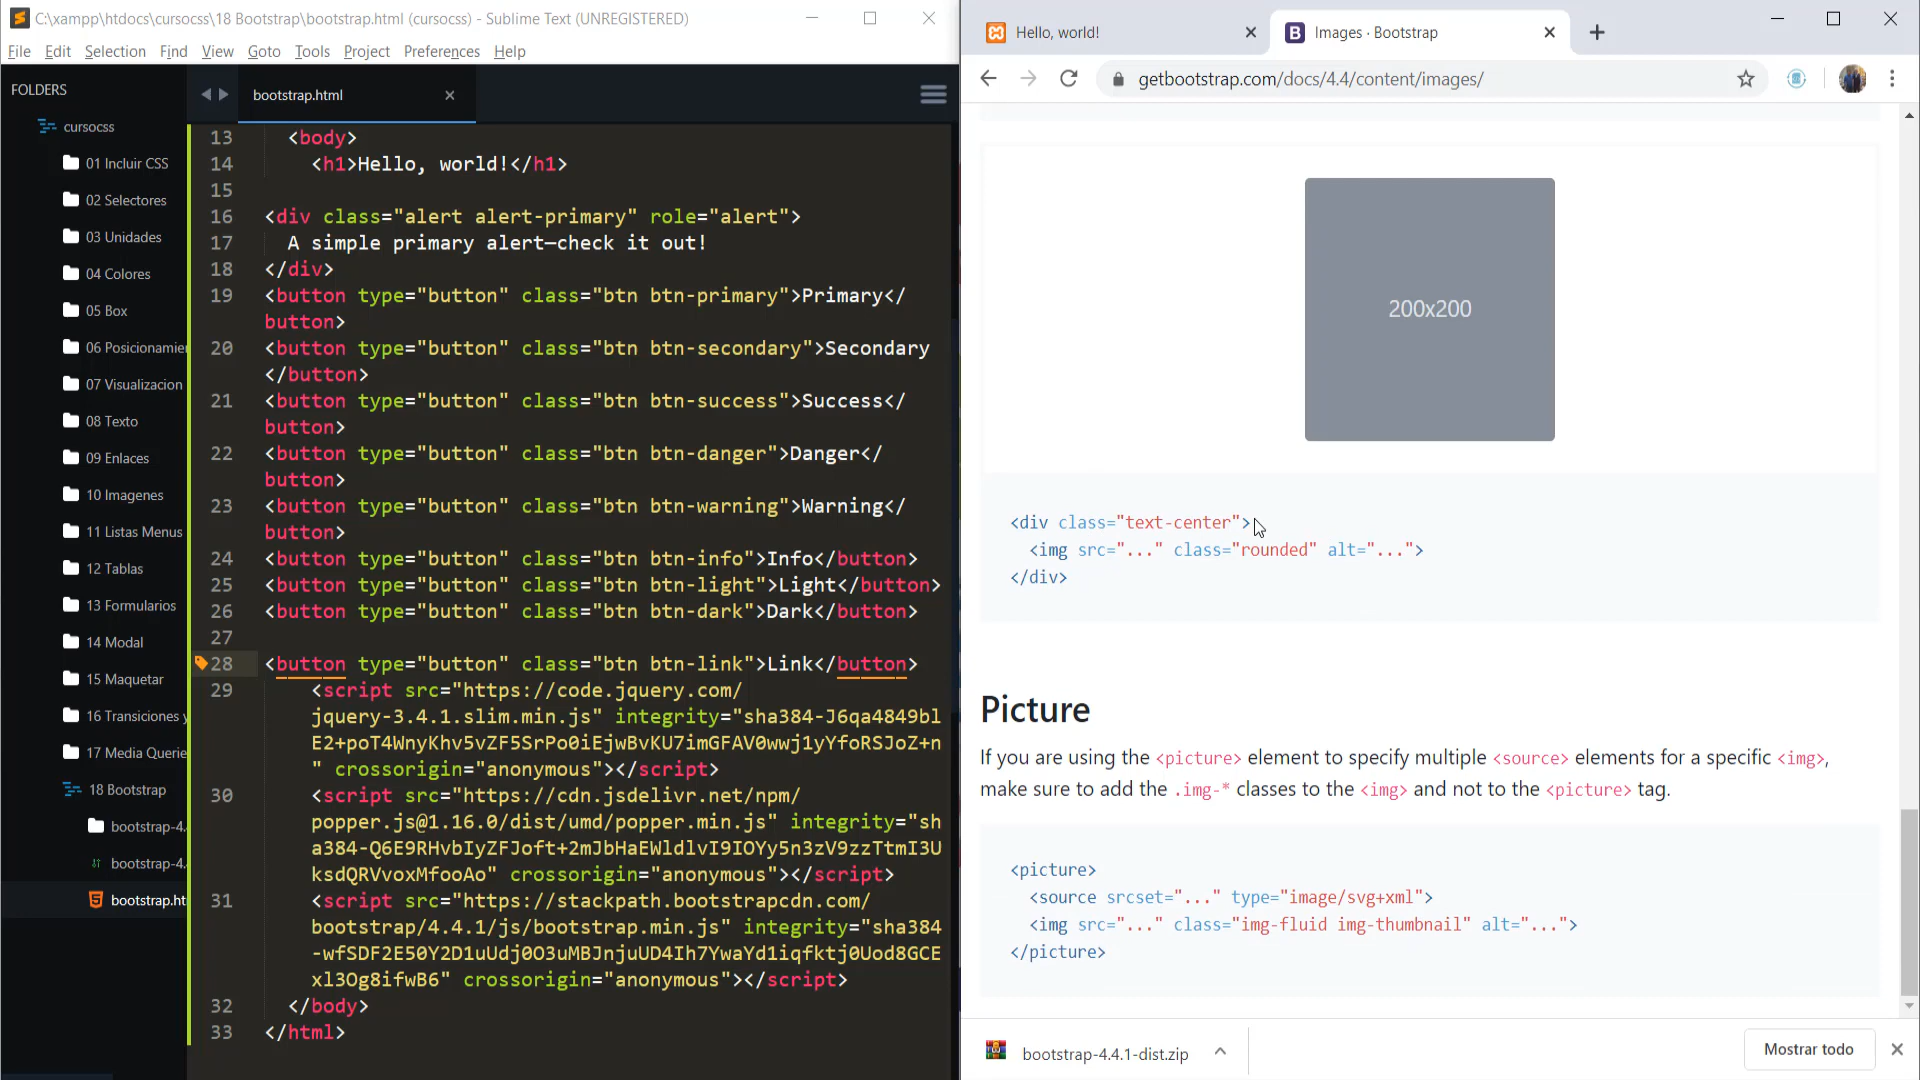 C:\xampp\htdocs\cursocss\18 Bootstrap\bootstrap.html (cursocss) - Sublime Text (UNREGISTERED)
File Edit Selection Find View Goto Tools Project Preferences Help
FOLDERS
cursocss
01 Incluir CSS
02 Selectores
03 Unidades
04 Colores
05 Box
06 Posicionamier
07 Visualizacion
08 Texto
09 Enlaces
10 Imagenes
11 Listas Menus
12 Tablas
13 Formularios
14 Modal
15 Maquetar
16 Transiciones y
17 Media Querie
18 Bootstrap
bootstrap-4.
bootstrap-4.
bootstrap.ht
bootstrap.html
13 <body>
14 <h1>Hello, world!</h1>
15
16 <div class="alert alert-primary" role="alert">
17 A simple primary alert—check it out!
18 </div>
19 <button type="button" class="btn btn-primary">Primary</
button>
20 <button type="button" class="btn btn-secondary">Secondary
</button>
21 <button type="button" class="btn btn-success">Success</
button>
22 <button type="button" class="btn btn-danger">Danger</
button>
23 <button type="button" class="btn btn-warning">Warning</
button>
24 <button type="button" class="btn btn-info">Info</button>
25 <button type="button" class="btn btn-light">Light</button>
26 <button type="button" class="btn btn-dark">Dark</button>
27
28 <button type="button" class="btn btn-link">Link</button>
29 <script src="https://code.jquery.com/
jquery-3.4.1.slim.min.js" integrity="sha384-J6qa4849bl
E2+poT4WnyKhv5vZF5SrPo0iEjwBvKU7imGFAV0wwj1yYfoRSJoZ+n
" crossorigin="anonymous"></script>
30 <script src="https://cdn.jsdelivr.net/npm/
popper.js@1.16.0/dist/umd/popper.min.js" integrity="sh
a384-Q6E9RHvbIyZFJoft+2mJbHaEWldlvI9IOYy5n3zV9zzTtmI3U
ksdQRVvoxMfooAo" crossorigin="anonymous"></script>
31 <script src="https://stackpath.bootstrapcdn.com/
bootstrap/4.4.1/js/bootstrap.min.js" integrity="sha384
-wfSDF2E50Y2D1uUdj0O3uMBJnjuUD4Ih7YwaYd1iqfktj0Uod8GCE
xl3Og8ifwB6" crossorigin="anonymous"></script>
32 </body>
33 </html>
Hello, world!
Images · Bootstrap
getbootstrap.com/docs/4.4/content/images/
200x200
<div class="text-center">
<img src="..." class="rounded" alt="...">
</div>
Picture
If you are using the <picture> element to specify multiple <source> elements for a specific <img>,
make sure to add the .img-* classes to the <img> and not to the <picture> tag.
<picture>
<source srcset="..." type="image/svg+xml">
<img src="..." class="img-fluid img-thumbnail" alt="...">
</picture>
bootstrap-4.4.1-dist.zip
Mostrar todo